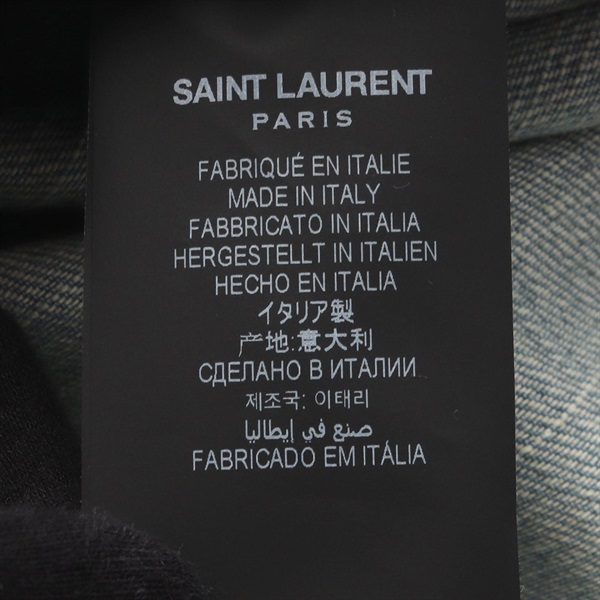 SAINT LAURENT
PARIS
FABRIQUÉ EN ITALIE
MADE IN ITALY
FABBRICATO IN ITALIA
HERGESTELLT IN ITALIEN
HECHO EN ITALIA
イタリア製
产地:意大利
СДЕЛАНО В ИТАЛИИ
제조국: 이태리
صنع في إيطاليا
FABRICADO EM ITÁLIA